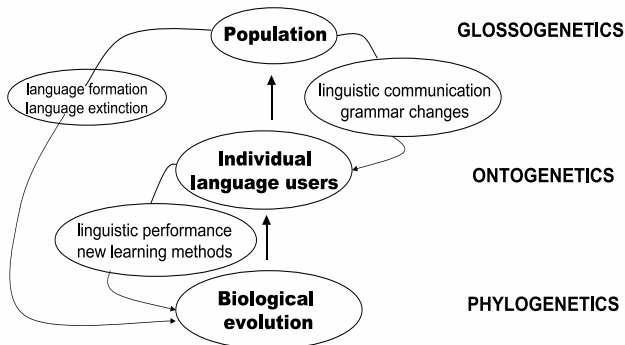 Population
GLOSSOGENETICS
language formation
language extinction
linguistic communication
grammar changes
Individual
language users
ONTOGENETICS
linguistic performance
new learning methods
Biological
evolution
PHYLOGENETICS